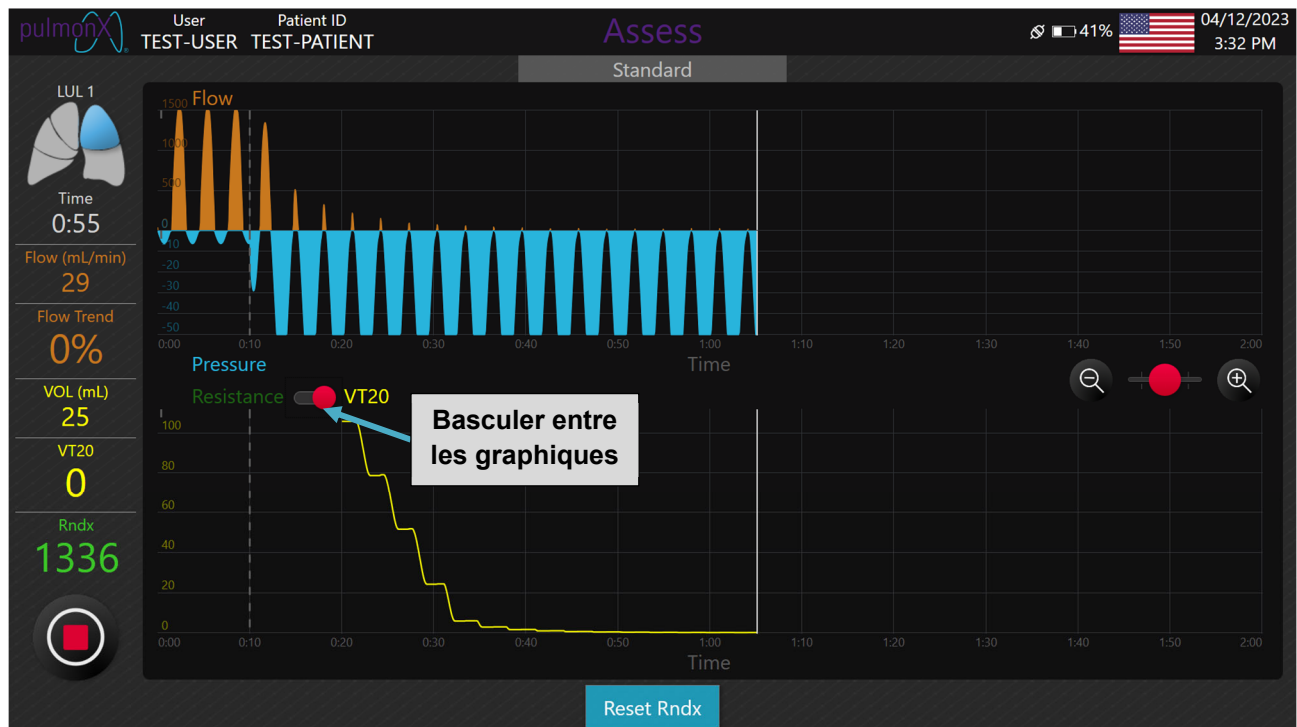 pulmonX
User
TEST-USER
Patient ID
TEST-PATIENT
Assess
41%
04/12/2023
3:32 PM
Standard
LUL 1
Time
0:55
Flow (mL/min)
29
Flow Trend
0%
VOL (mL)
25
VT20
0
Rndx
1336
Flow
1500
1000
500
0
-10
-20
-30
-40
-50
0:00 0:10 0:20 0:30 0:40 0:50 1:00 1:10 1:20 1:30 1:40 1:50 2:00
Pressure
Time
Resistance VT20
Basculer entre
les graphiques
100
80
60
40
20
0
0:00 0:10 0:20 0:30 0:40 0:50 1:00 1:10 1:20 1:30 1:40 1:50 2:00
Time
Reset Rndx